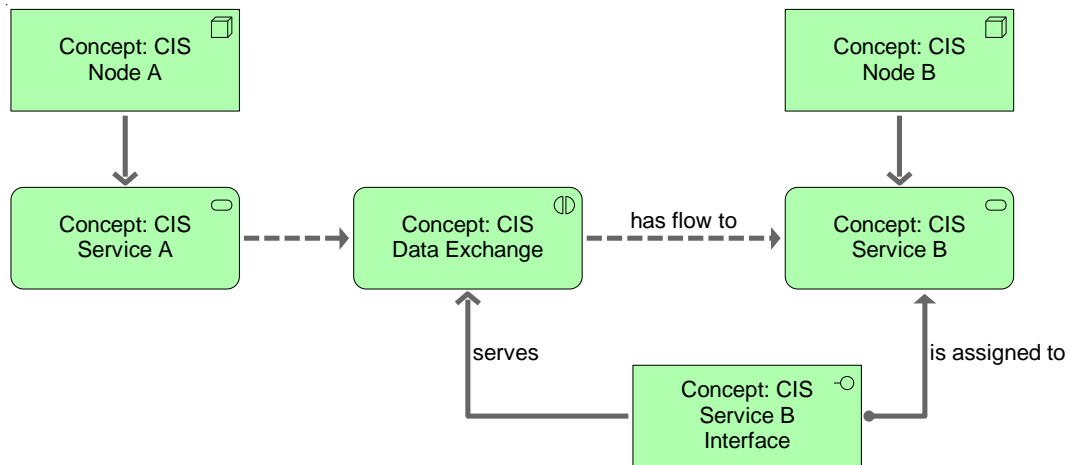 Concept: CIS
Node A
Concept: CIS
Node B
Concept: CIS
Service A
Concept: CIS
Data Exchange
has flow to
Concept: CIS
Service B
serves
is assigned to
Concept: CIS
Service B
Interface